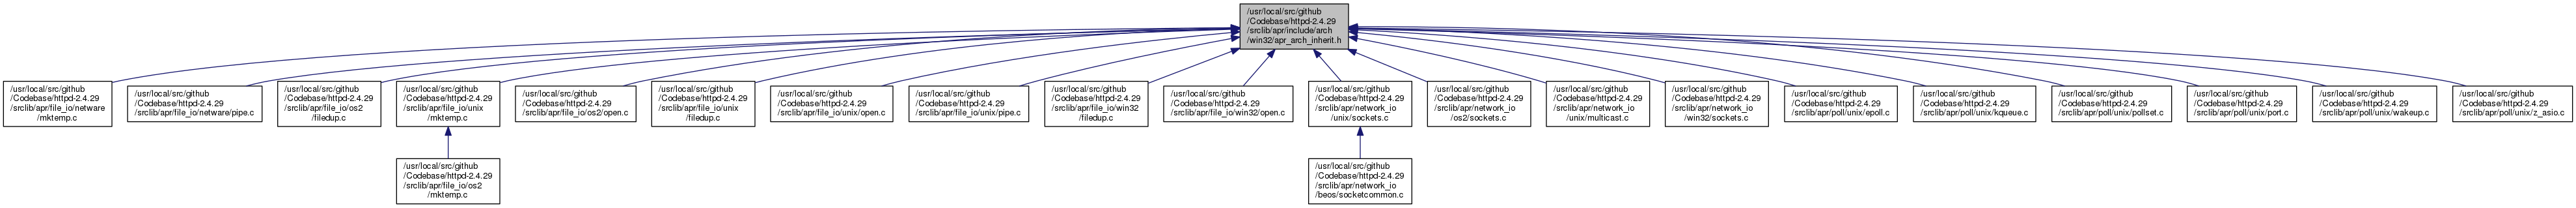 /usr/local/src/github
/Codebase/httpd-2.4.29
/srclib/apr/include/arch
/win32/apr_arch_inherit.h
/usr/local/src/github
/Codebase/httpd-2.4.29
/srclib/apr/file_io/netware
/mktemp.c
/usr/local/src/github
/Codebase/httpd-2.4.29
/srclib/apr/file_io/netware/pipe.c
/usr/local/src/github
/Codebase/httpd-2.4.29
/srclib/apr/file_io/os2
/filedup.c
/usr/local/src/github
/Codebase/httpd-2.4.29
/srclib/apr/file_io/unix
/mktemp.c
/usr/local/src/github
/Codebase/httpd-2.4.29
/srclib/apr/file_io/os2/open.c
/usr/local/src/github
/Codebase/httpd-2.4.29
/srclib/apr/file_io/unix
/filedup.c
/usr/local/src/github
/Codebase/httpd-2.4.29
/srclib/apr/file_io/unix/open.c
/usr/local/src/github
/Codebase/httpd-2.4.29
/srclib/apr/file_io/unix/pipe.c
/usr/local/src/github
/Codebase/httpd-2.4.29
/srclib/apr/file_io/win32
/filedup.c
/usr/local/src/github
/Codebase/httpd-2.4.29
/srclib/apr/file_io/win32/open.c
/usr/local/src/github
/Codebase/httpd-2.4.29
/srclib/apr/network_io
/unix/sockets.c
/usr/local/src/github
/Codebase/httpd-2.4.29
/srclib/apr/network_io
/os2/sockets.c
/usr/local/src/github
/Codebase/httpd-2.4.29
/srclib/apr/network_io
/unix/multicast.c
/usr/local/src/github
/Codebase/httpd-2.4.29
/srclib/apr/network_io
/win32/sockets.c
/usr/local/src/github
/Codebase/httpd-2.4.29
/srclib/apr/poll/unix/epoll.c
/usr/local/src/github
/Codebase/httpd-2.4.29
/srclib/apr/poll/unix/kqueue.c
/usr/local/src/github
/Codebase/httpd-2.4.29
/srclib/apr/poll/unix/pollset.c
/usr/local/src/github
/Codebase/httpd-2.4.29
/srclib/apr/poll/unix/port.c
/usr/local/src/github
/Codebase/httpd-2.4.29
/srclib/apr/poll/unix/wakeup.c
/usr/local/src/github
/Codebase/httpd-2.4.29
/srclib/apr/poll/unix/z_asio.c
/usr/local/src/github
/Codebase/httpd-2.4.29
/srclib/apr/file_io/os2
/mktemp.c
/usr/local/src/github
/Codebase/httpd-2.4.29
/srclib/apr/network_io
/beos/socketcommon.c